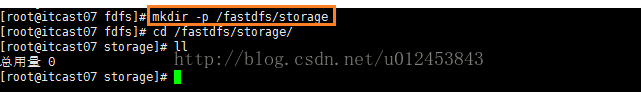 [root@itcast07 fdfs]# mkdir -p /fastdfs/storage
[root@itcast07 fdfs]# cd /fastdfs/storage/
[root@itcast07 storage]# ll
总用量 0
http://blog.csdn.net/u012453843
[root@itcast07 storage]#